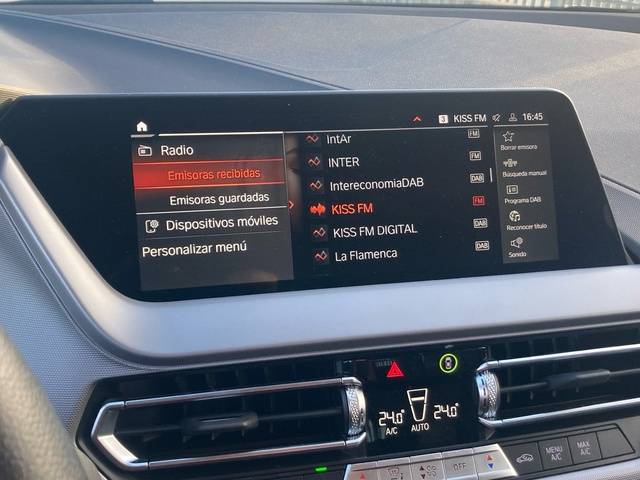 3 KISS FM 16:45
Radio
Emisoras recibidas
Emisoras guardadas
Dispositivos móviles
Personalizar menú
IntAr FM
INTER FM
IntereconomiaDAB DAB
KISS FM FM
KISS FM DIGITAL DAB
La Flamenca DAB
Borrar emisora
Búsqueda manual
Programa DAB
Reconocer título
Sonido
24.0 24.0
A/C AUTO
OFF
MENU
A/C
MAX
A/C